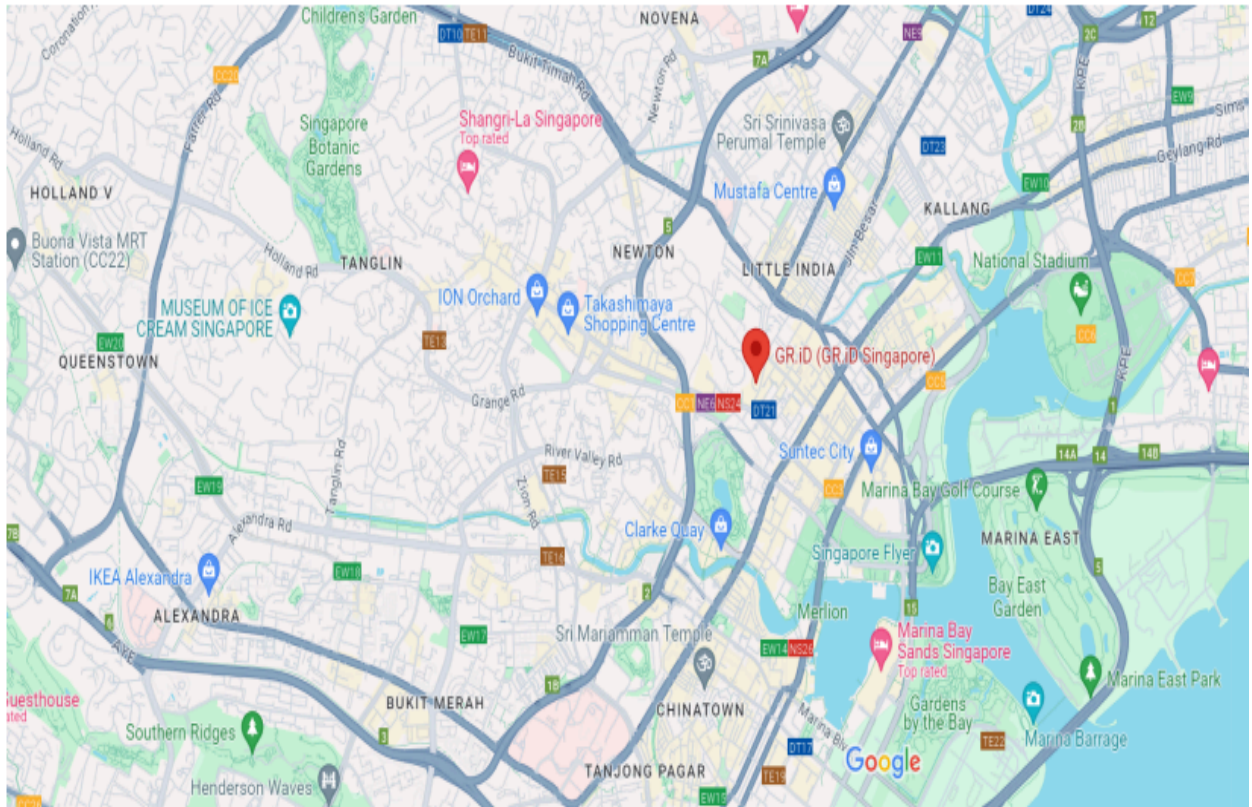 Children's Garden
NOVENA
DT24
12
2C
Coronation
DT10 TE11
NE9
7A
KPE
Bukit Timah Rd
CC20
Farrer Rd
Newton Rd
EW9
Sims
Shangri-La Singapore
Top rated
Sri Srinivasa
Perumal Temple
2B
Singapore
Botanic
Gardens
DT23
Geylang Rd
Holland Rd
HOLLAND V
Mustafa Centre
EW10
KALLANG
Jln Besar
5
Buona Vista MRT
Station (CC22)
TANGLIN
Holland Rd
NEWTON
LITTLE INDIA
EW11
National Stadium
CC7
ION Orchard
Takashimaya
Shopping Centre
MUSEUM OF ICE
CREAM SINGAPORE
EW20
QUEENSTOWN
TE13
GR.iD (GR.iD Singapore)
CC6
KPE
CC5
Grange Rd
CC1 NE6 NS24
DT21
1
Tanglin Rd
River Valley Rd
Suntec City
14A 14 14B
TE15
EW19
Zion Rd
CC3
Marina Bay Golf Course
Alexandra Rd
Clarke Quay
MARINA EAST
7B
TE16
Singapore Flyer
IKEA Alexandra
EW18
5
7A
2
Bay East
Garden
ALEXANDRA
6
Merlion
15
AYE
EW17
Sri Mariamman Temple
EW14 NS26
Marina Bay
Sands Singapore
Top rated
Marina East Park
1B
Guesthouse
rated
BUKIT MERAH
CHINATOWN
Gardens
by the Bay
Southern Ridges
3
Marina Blv
TE22
Marina Barrage
DT17
Google
TANJONG PAGAR
TE19
Henderson Waves
EW15
CC26